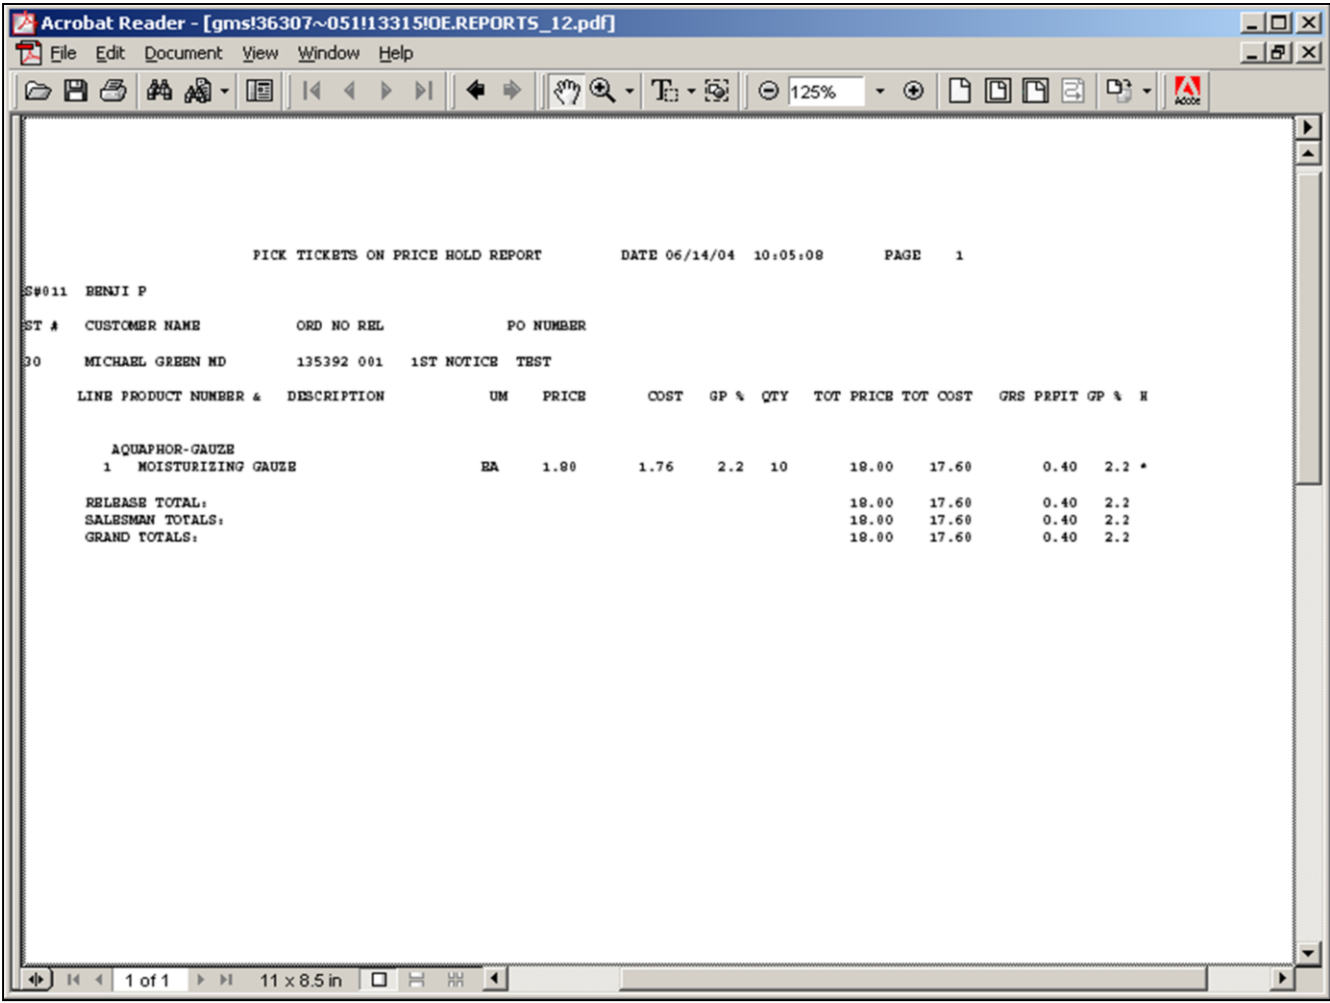 Acrobat Reader - [gms!36307~051!13315!OE.REPORTS_12.pdf]
File Edit Document View Window Help
125%
Adobe
PICK TICKETS ON PRICE HOLD REPORT DATE 06/14/04 10:05:08 PAGE 1
S#011 BENJI P
ST # CUSTOMER NAME ORD NO REL PO NUMBER
30 MICHAEL GREEN MD 135392 001 1ST NOTICE TEST
LINE PRODUCT NUMBER & DESCRIPTION UM PRICE COST GP % QTY TOT PRICE TOT COST GRS PRFIT GP % H
AQUAPHOR-GAUZE
1 MOISTURIZING GAUZE EA 1.80 1.76 2.2 10 18.00 17.60 0.40 2.2 *
RELEASE TOTAL: 18.00 17.60 0.40 2.2
SALESMAN TOTALS: 18.00 17.60 0.40 2.2
GRAND TOTALS: 18.00 17.60 0.40 2.2
1 of 1 11 x 8.5 in